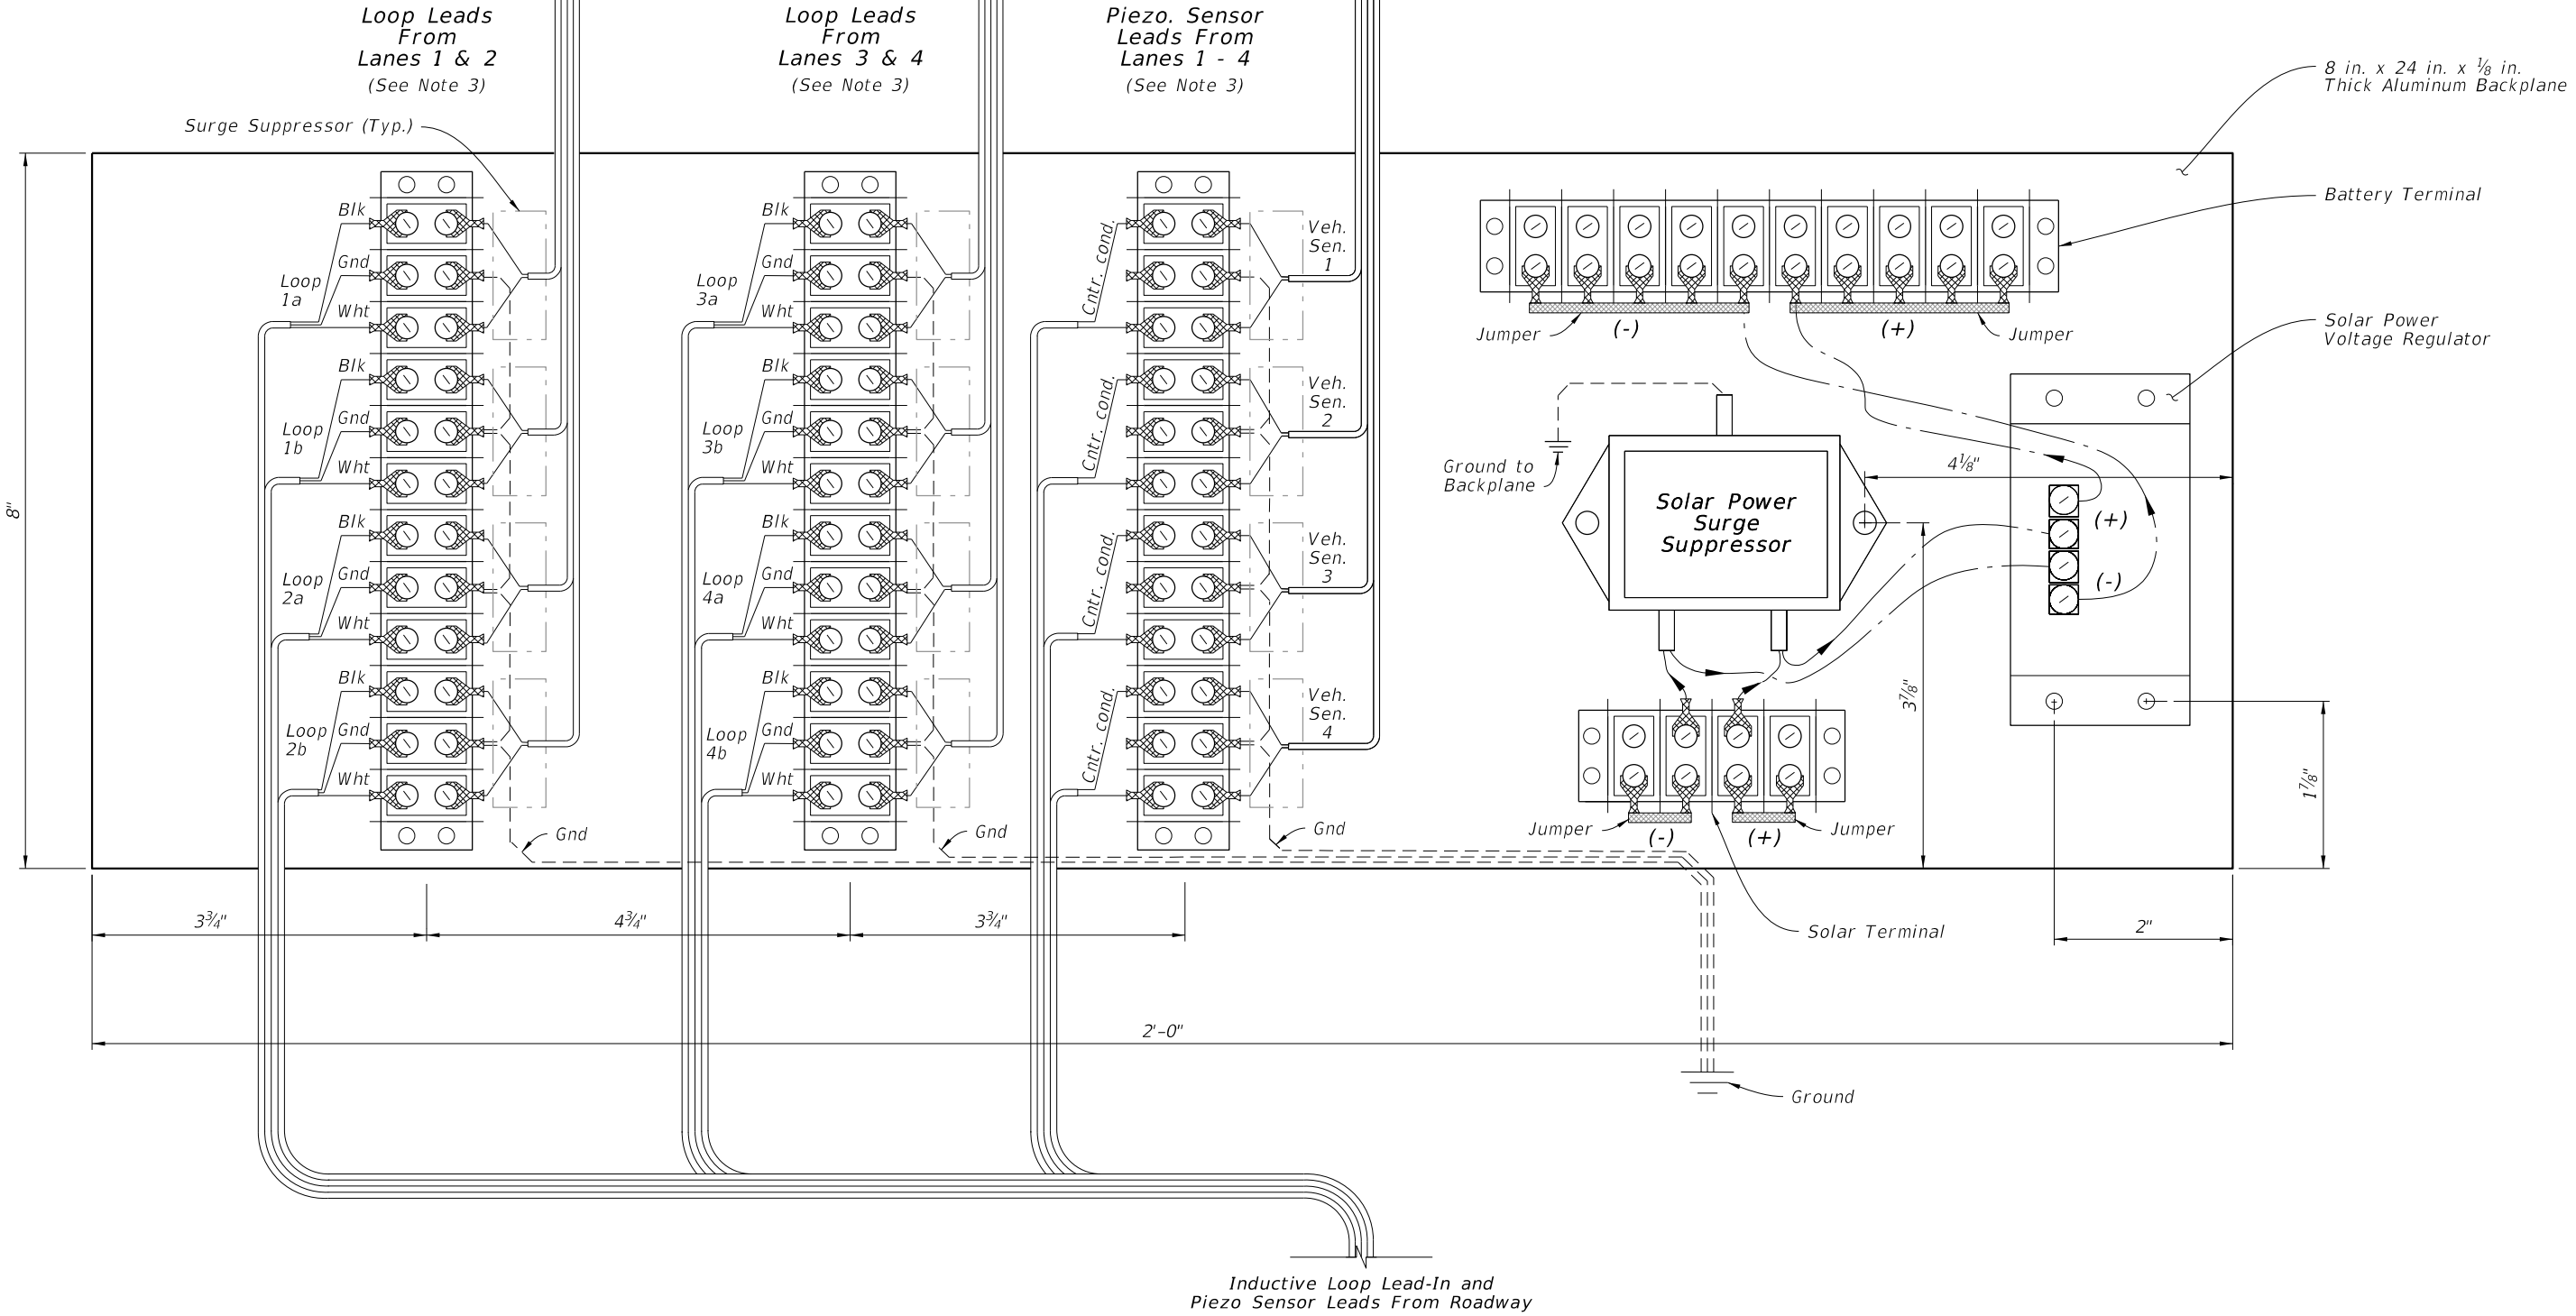 Loop Leads
From
Lanes 1 & 2
(See Note 3)
Loop Leads
From
Lanes 3 & 4
(See Note 3)
Piezo. Sensor
Leads From
Lanes 1 - 4
(See Note 3)
8 in. x 24 in. x ⅛ in.
Thick Aluminum Backplane
Surge Suppressor (Typ.)
Battery Terminal
Solar Power
Voltage Regulator
8"
Blk
Gnd
Wht
Loop
1a
Blk
Gnd
Wht
Loop
1b
Blk
Gnd
Wht
Loop
2a
Blk
Gnd
Wht
Loop
2b
Gnd
Blk
Gnd
Wht
Loop
3a
Blk
Gnd
Wht
Loop
3b
Blk
Gnd
Wht
Loop
4a
Blk
Gnd
Wht
Loop
4b
Gnd
Cntr. cond.
Cntr. cond.
Cntr. cond.
Cntr. cond.
Veh.
Sen.
1
Veh.
Sen.
2
Veh.
Sen.
3
Veh.
Sen.
4
Gnd
Jumper
(-)
(+)
Jumper
Ground to
Backplane
Solar Power
Surge
Suppressor
4⅛"
(+)
(-)
3⅞"
1⅞"
Jumper
(-)
(+)
Jumper
Solar Terminal
3¾"
4¾"
3¾"
2"
2'-0"
Ground
Inductive Loop Lead-In and
Piezo Sensor Leads From Roadway